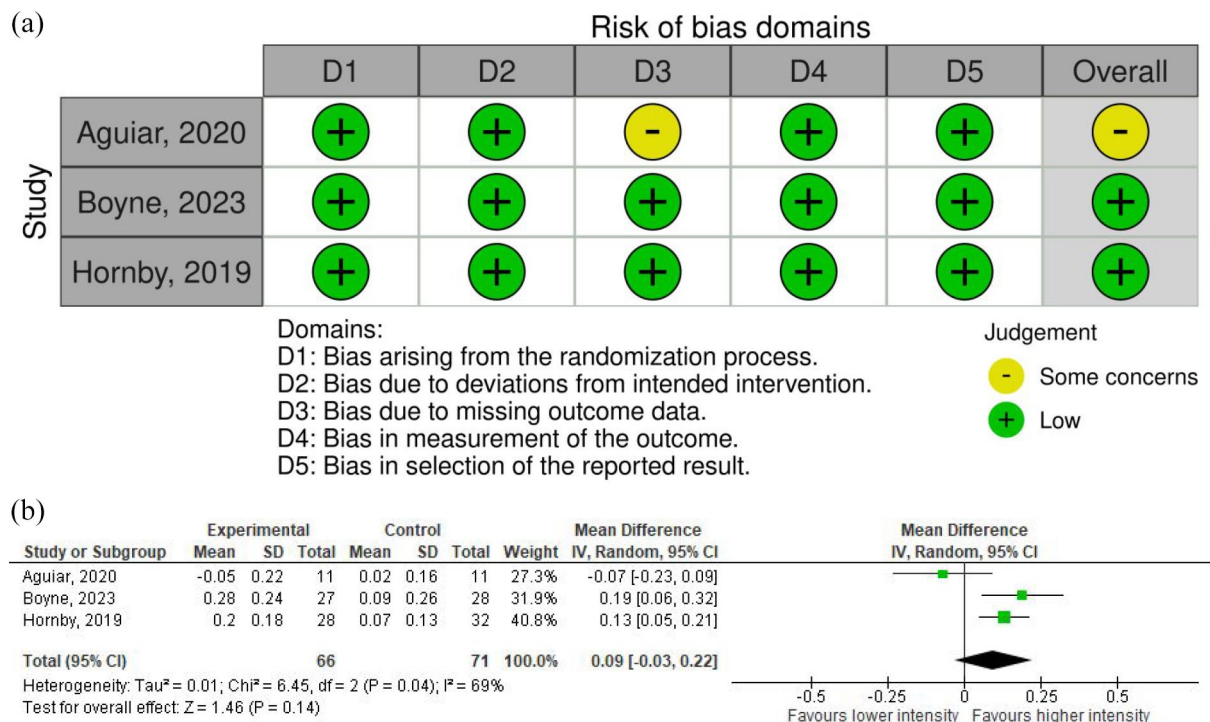 (a)
Risk of bias domains
D1 D2 D3 D4 D5 Overall
Study
Aguiar, 2020 + + - + + -
Boyne, 2023 + + + + + +
Hornby, 2019 + + + + + +
Domains:
D1: Bias arising from the randomization process.
D2: Bias due to deviations from intended intervention.
D3: Bias due to missing outcome data.
D4: Bias in measurement of the outcome.
D5: Bias in selection of the reported result.
Judgement
- Some concerns
+ Low
(b)
Experimental Control Mean Difference Mean Difference
Study or Subgroup Mean SD Total Mean SD Total Weight IV, Random, 95% CI IV, Random, 95% CI
Aguiar, 2020 -0.05 0.22 11 0.02 0.16 11 27.3% -0.07 [-0.23, 0.09]
Boyne, 2023 0.28 0.24 27 0.09 0.26 28 31.9% 0.19 [0.06, 0.32]
Hornby, 2019 0.2 0.18 28 0.07 0.13 32 40.8% 0.13 [0.05, 0.21]
Total (95% CI) 66 71 100.0% 0.09 [-0.03, 0.22]
Heterogeneity: Tau² = 0.01; Chi² = 6.45, df = 2 (P = 0.04); I² = 69%
Test for overall effect: Z = 1.46 (P = 0.14)
-0.5 -0.25 0 0.25 0.5
Favours lower intensity Favours higher intensity